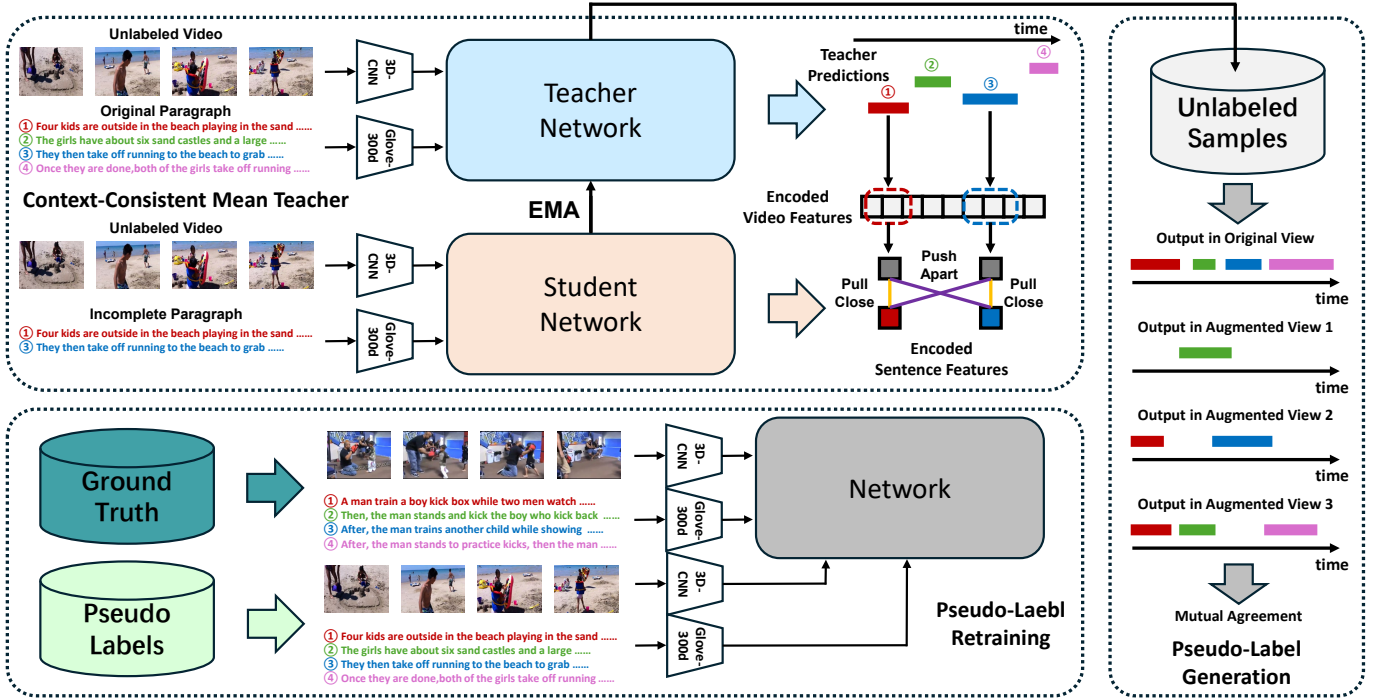 Unlabeled Video
3D-
CNN
Original Paragraph
① Four kids are outside in the beach playing in the sand ……
② The girls have about six sand castles and a large ……
③ They then take off running to the beach to grab ……
④ Once they are done,both of the girls take off running ……
Glove-
300d
Teacher
Network
Context-Consistent Mean Teacher
EMA
Unlabeled Video
3D-
CNN
Incomplete Paragraph
① Four kids are outside in the beach playing in the sand ……
③ They then take off running to the beach to grab ……
Glove-
300d
Student
Network
time
Teacher
Predictions
①
②
③
④
Encoded
Video Features
Push
Apart
Pull
Close
Pull
Close
Encoded
Sentence Features
Ground
Truth
3D-
CNN
① A man train a boy kick box while two men watch ……
② Then, the man stands and kick the boy who kick back ……
③ After, the man trains another child while showing ……
④ After, the man stands to practice kicks, then the man ……
Glove-
300d
Network
Pseudo
Labels
3D-
CNN
① Four kids are outside in the beach playing in the sand ……
② The girls have about six sand castles and a large ……
③ They then take off running to the beach to grab ……
④ Once they are done,both of the girls take off running ……
Glove-
300d
Pseudo-Laebl
Retraining
Unlabeled
Samples
Output in Original View
time
Output in Augmented View 1
time
Output in Augmented View 2
time
Output in Augmented View 3
time
Mutual Agreement
Pseudo-Label
Generation